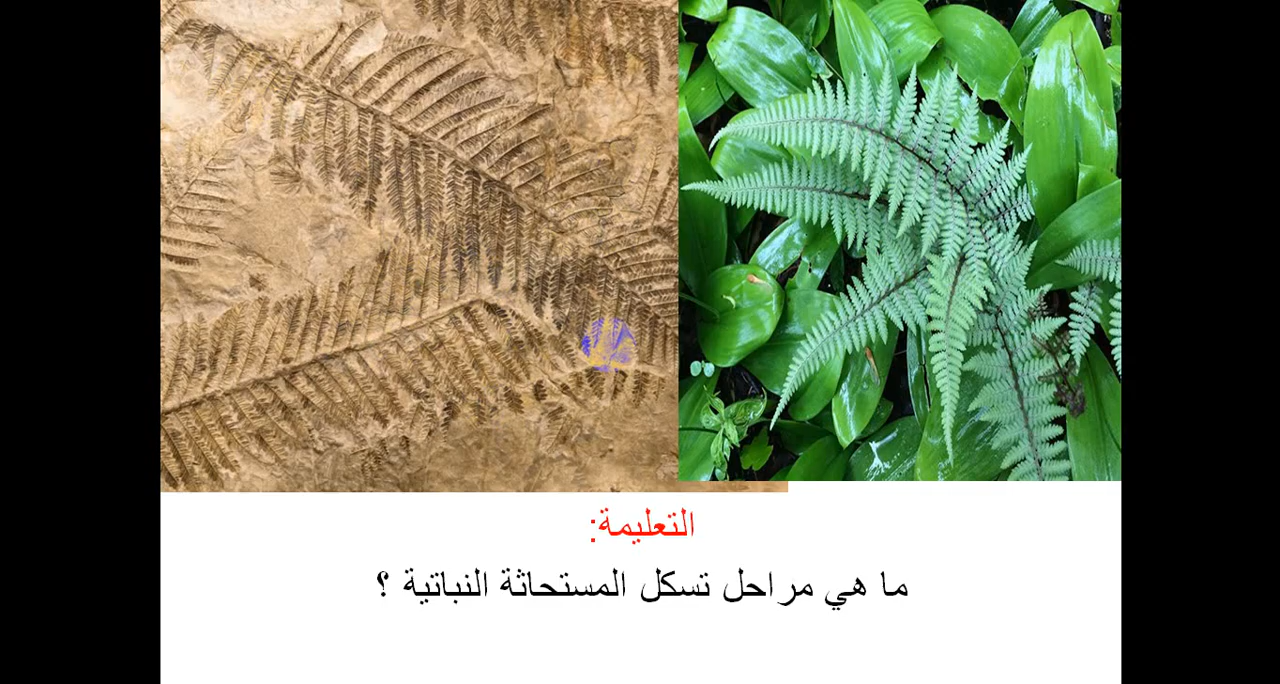 التعليمة:
ما هي مراحل تسكل المستحاثة النباتية ؟